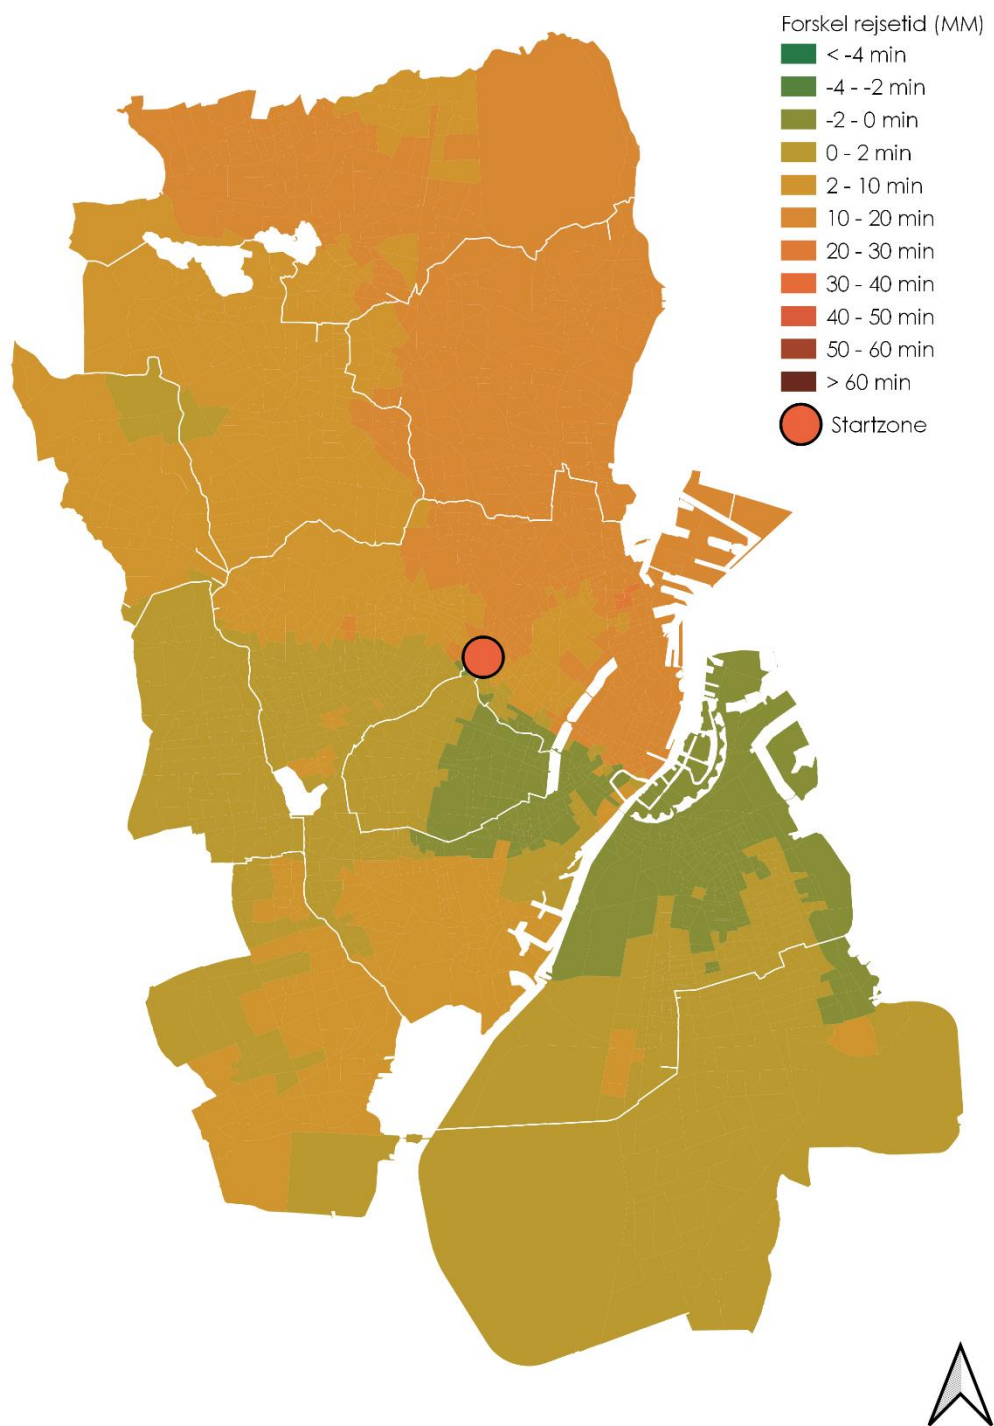 Forskel rejsetid (MM)
< -4 min
-4 - -2 min
-2 - 0 min
0 - 2 min
2 - 10 min
10 - 20 min
20 - 30 min
30 - 40 min
40 - 50 min
50 - 60 min
> 60 min
Startzone